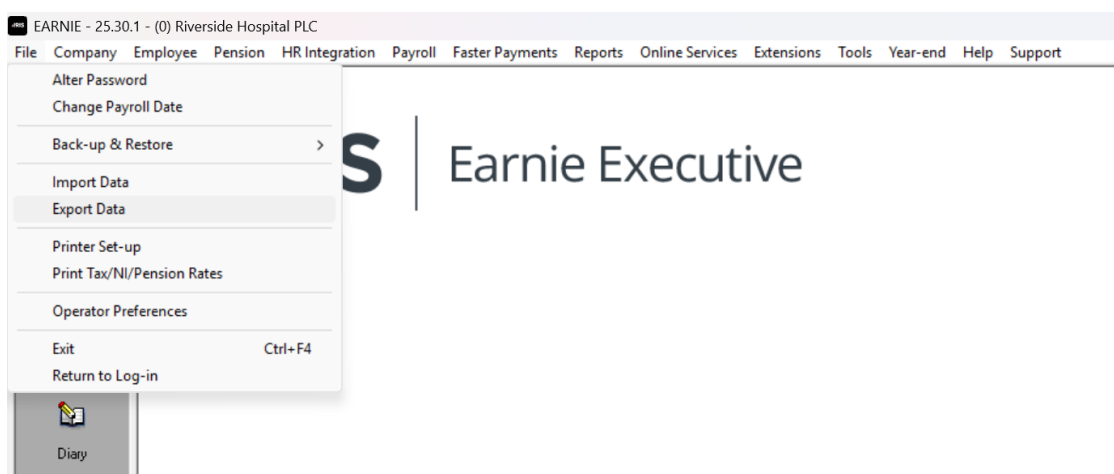 IRIS EARNIE - 25.30.1 - (0) Riverside Hospital PLC
File Company Employee Pension HR Integration Payroll Faster Payments Reports Online Services Extensions Tools Year-end Help Support
Alter Password
Change Payroll Date
Back-up & Restore
Import Data
Export Data
Printer Set-up
Print Tax/NI/Pension Rates
Operator Preferences
Exit Ctrl+F4
Return to Log-in
S Earnie Executive
Diary